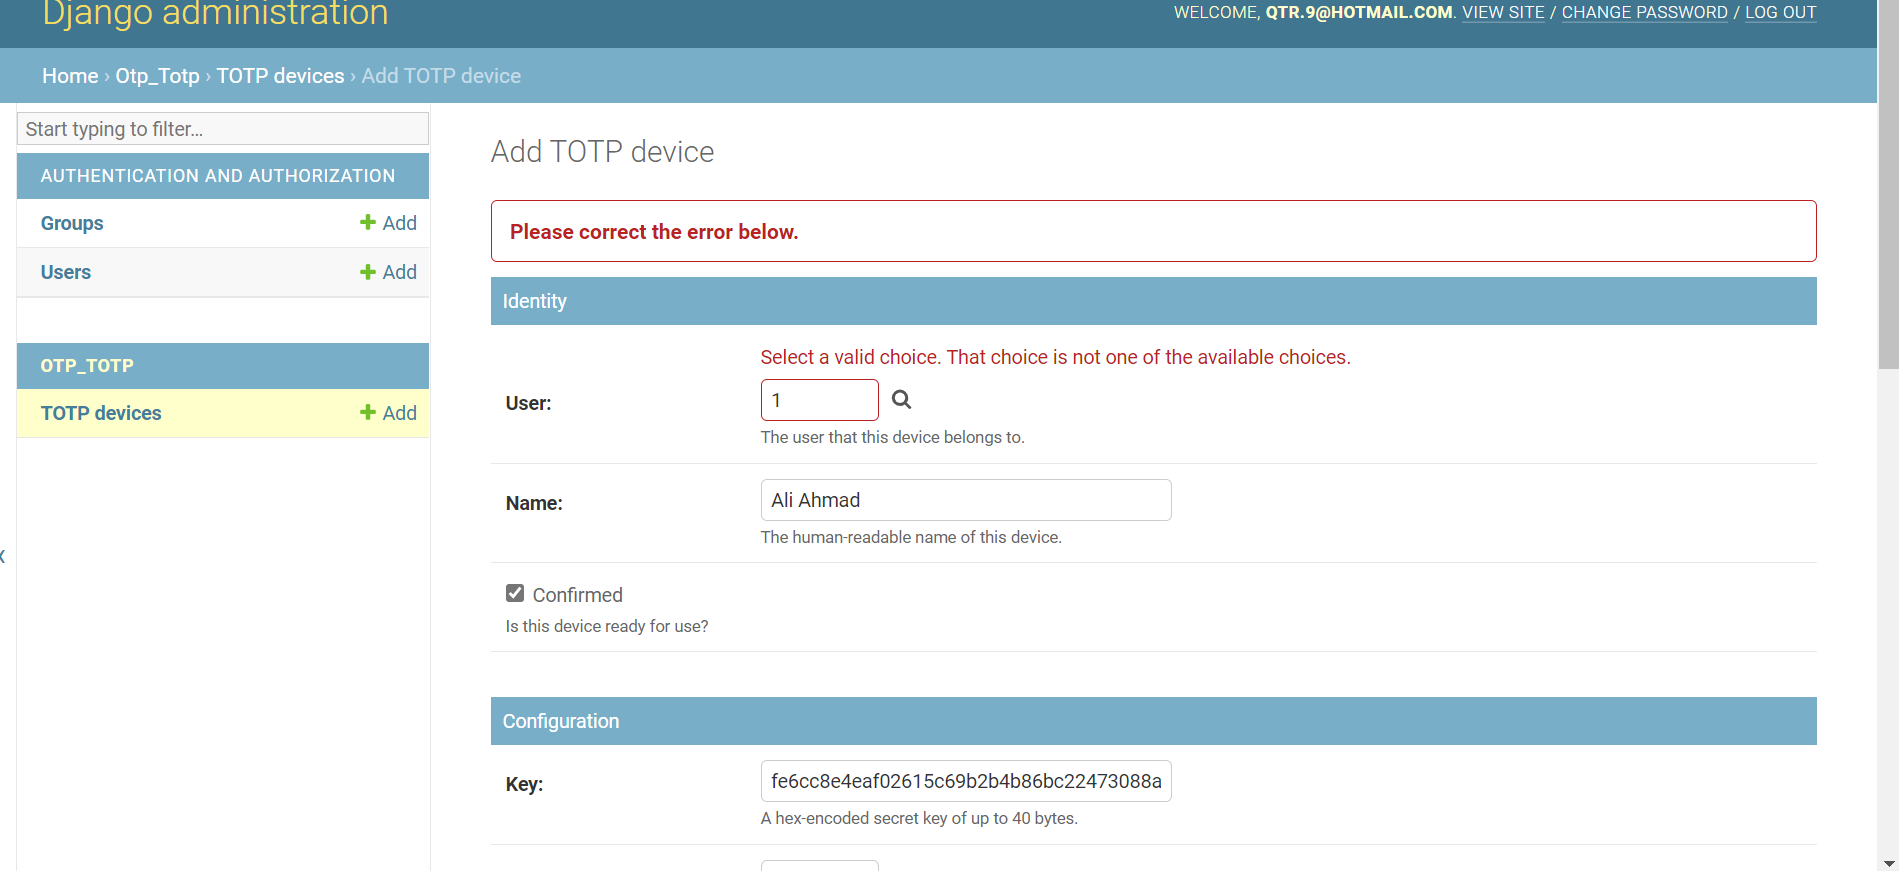 Django administration
WELCOME, QTR.9@HOTMAIL.COM. VIEW SITE / CHANGE PASSWORD / LOG OUT
Home › Otp_Totp › TOTP devices › Add TOTP device
Start typing to filter...
AUTHENTICATION AND AUTHORIZATION
Groups
Add
Users
Add
OTP_TOTP
TOTP devices
Add
Add TOTP device
Please correct the error below.
Identity
Select a valid choice. That choice is not one of the available choices.
User:
1
The user that this device belongs to.
Name:
Ali Ahmad
The human-readable name of this device.
Confirmed
Is this device ready for use?
Configuration
Key:
fe6cc8e4eaf02615c69b2b4b86bc22473088a
A hex-encoded secret key of up to 40 bytes.